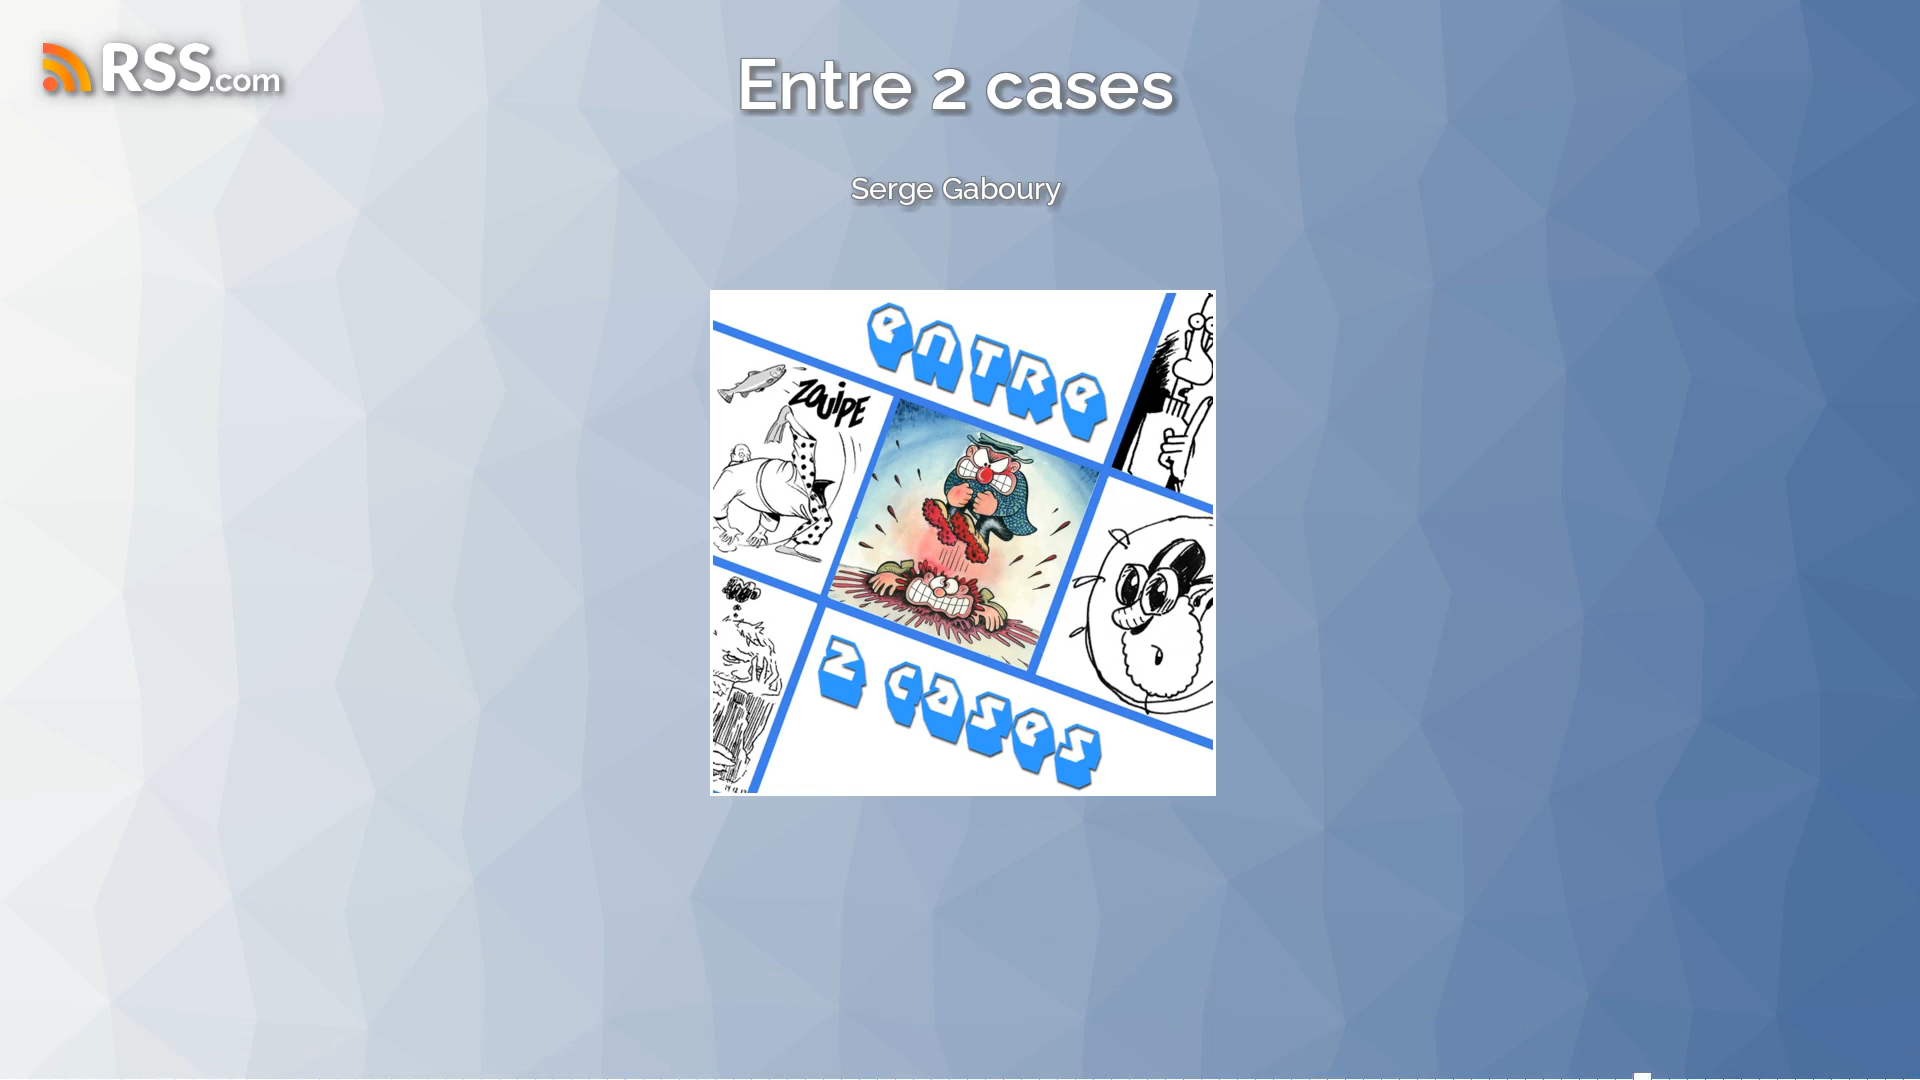 RSS.com
Entre 2 cases
Serge Gaboury
entre
ZOUIPE
2 cases